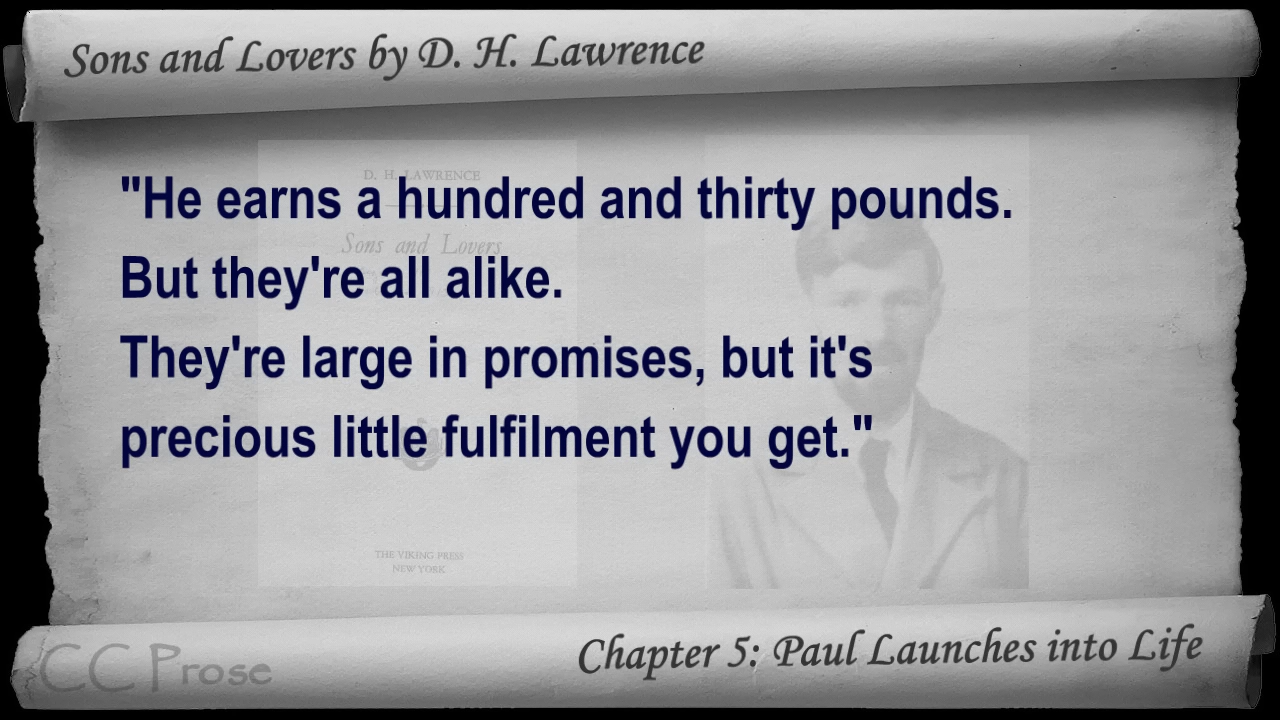 Sons and Lovers by D. H. Lawrence
D. H. LAWRENCE
"He earns a hundred and thirty pounds.
Sons and Lovers
But they're all alike.
They're large in promises, but it's
precious little fulfilment you get."
THE VIKING PRESS
NEW YORK
Chapter 5: Paul Launches into Life
CC Prose